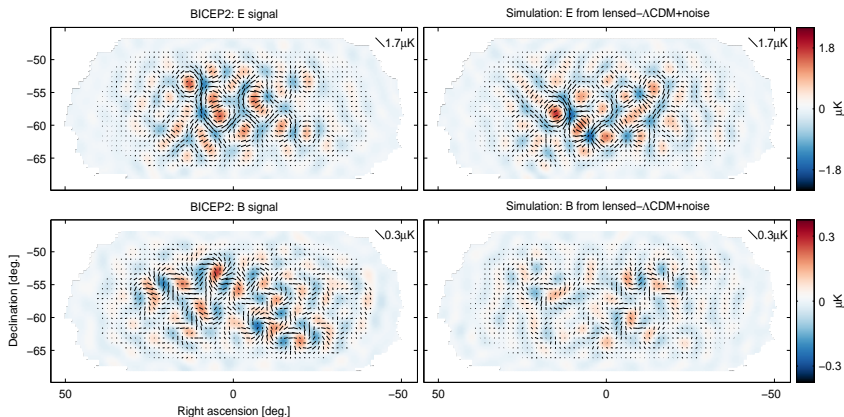 BICEP2: E signal
Simulation: E from lensed−ΛCDM+noise
1.7μK
1.7μK
−50
−55
−60
−65
1.8
0
−1.8
μK
BICEP2: B signal
Simulation: B from lensed−ΛCDM+noise
0.3μK
0.3μK
−50
−55
−60
−65
Declination [deg.]
0.3
0
−0.3
μK
50
0
−50
50
0
−50
Right ascension [deg.]